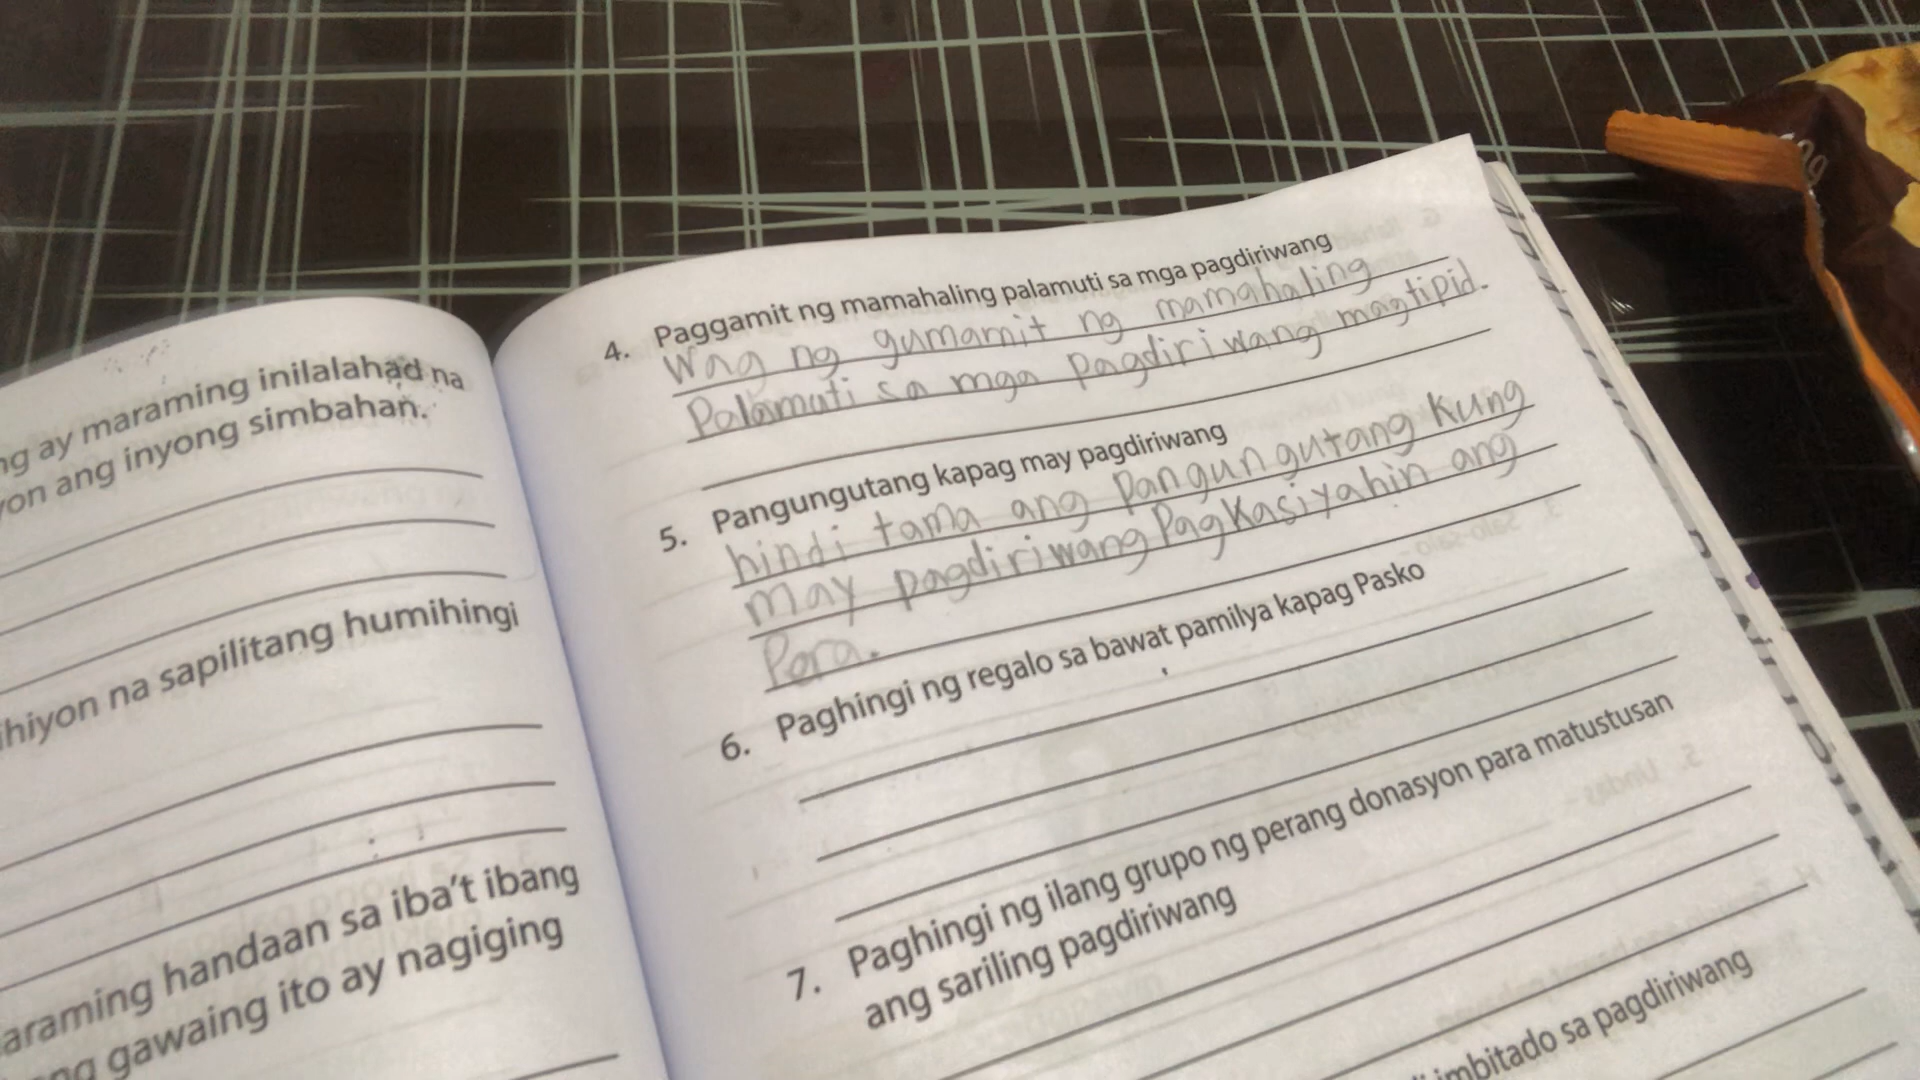 ng ay maraming inilalahad na
yon ang inyong simbahan.
hiyon na sapilitang humihingi
araming handaan sa iba't ibang
ng gawaing ito ay nagiging
4. Paggamit ng mamahaling palamuti sa mga pagdiriwang
Wag ng gumamit ng mamahaling
Palamuti sa mga Pagdiriwang magtipid.
5. Pangungutang kapag may pagdiriwang
hindi tama ang Pangungutang kung
may pagdiriwang Pagkasiyahin ang
Pera.
6. Paghingi ng regalo sa bawat pamilya kapag Pasko
7. Paghingi ng ilang grupo ng perang donasyon para matustusan
ang sariling pagdiriwang
imbitado sa pagdiriwang